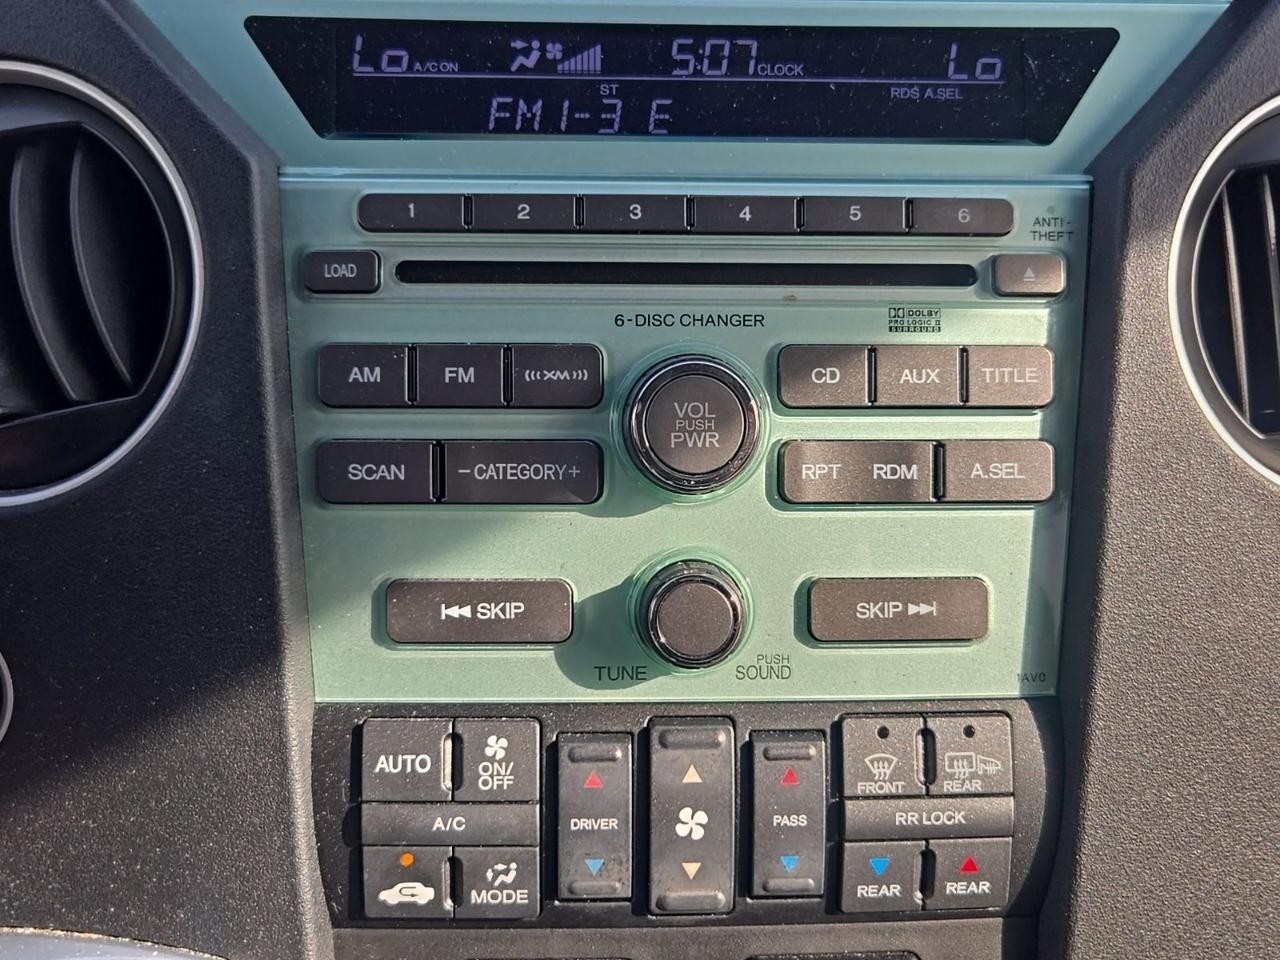 Lo A/C ON 5:07 CLOCK Lo
ST RDS A.SEL
FM1-3 E
1 2 3 4 5 6
ANTI-
THEFT
LOAD
6-DISC CHANGER
DOLBY
PRO LOGIC II
SURROUND
AM FM XM CD AUX TITLE
VOL
PUSH
PWR
SCAN -CATEGORY+ RPT RDM A.SEL
SKIP SKIP
TUNE
PUSH
SOUND
1AV0
AUTO
ON/
OFF
FRONT REAR
A/C DRIVER PASS RR LOCK
MODE REAR REAR